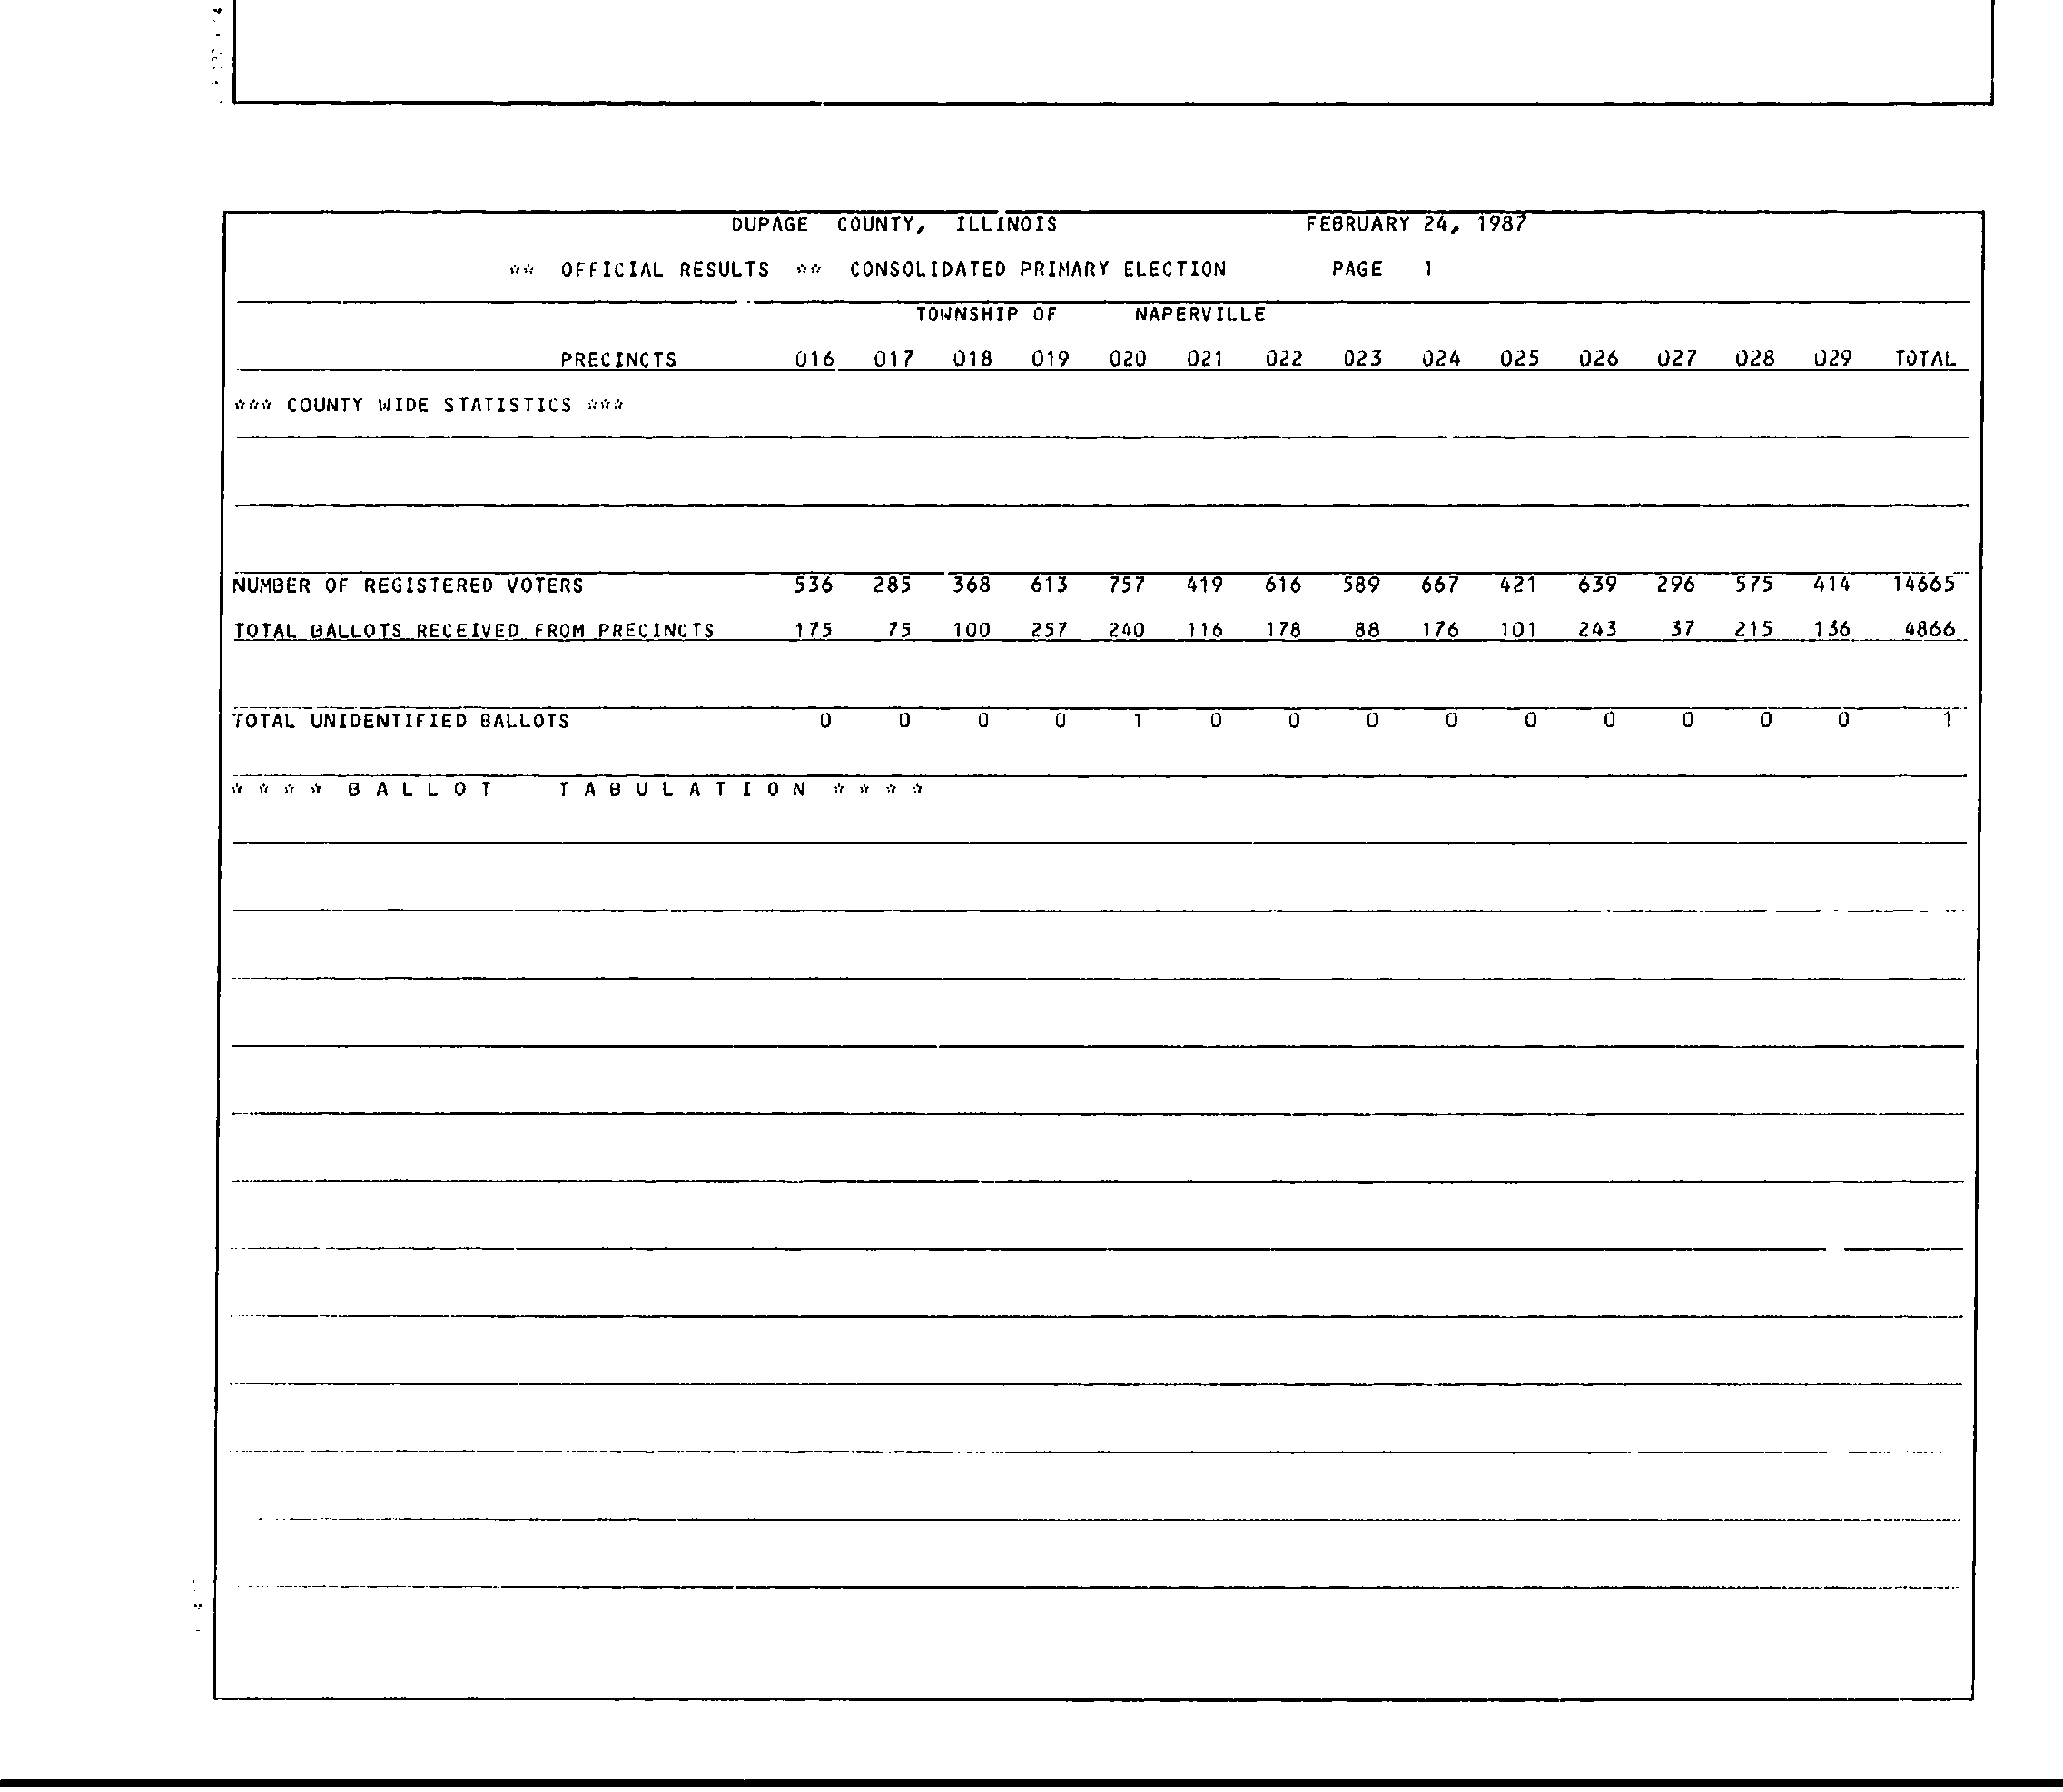 DUPAGE COUNTY, ILLINOIS FEBRUARY 24, 1987
** OFFICIAL RESULTS ** CONSOLIDATED PRIMARY ELECTION PAGE 1
TOWNSHIP OF NAPERVILLE
PRECINCTS 016 017 018 019 020 021 022 023 024 025 026 027 028 029 TOTAL
*** COUNTY WIDE STATISTICS ***
NUMBER OF REGISTERED VOTERS 536 285 368 613 757 419 616 589 667 421 639 296 575 414 14665
TOTAL BALLOTS RECEIVED FROM PRECINCTS 175 75 100 257 240 116 178 88 176 101 243 37 215 136 4866
TOTAL UNIDENTIFIED BALLOTS 0 0 0 0 1 0 0 0 0 0 0 0 0 0 1
* * * * B A L L O T T A B U L A T I O N * * * *